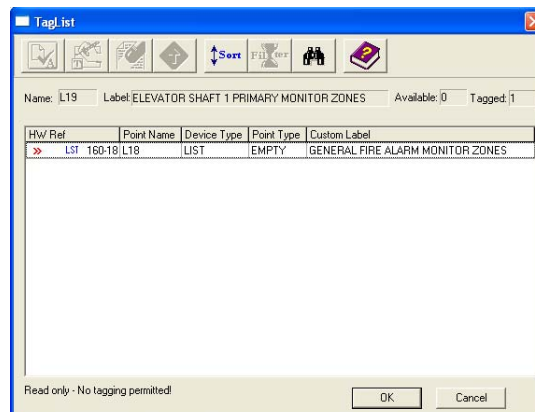 TagList
Sort Filter ?
Name: L19 Label: ELEVATOR SHAFT 1 PRIMARY MONITOR ZONES Available: 0 Tagged: 1
HW Ref Point Name Device Type Point Type Custom Label
» LST 160-18 L18 LIST EMPTY GENERAL FIRE ALARM MONITOR ZONES
Read only - No tagging permitted!
OK Cancel